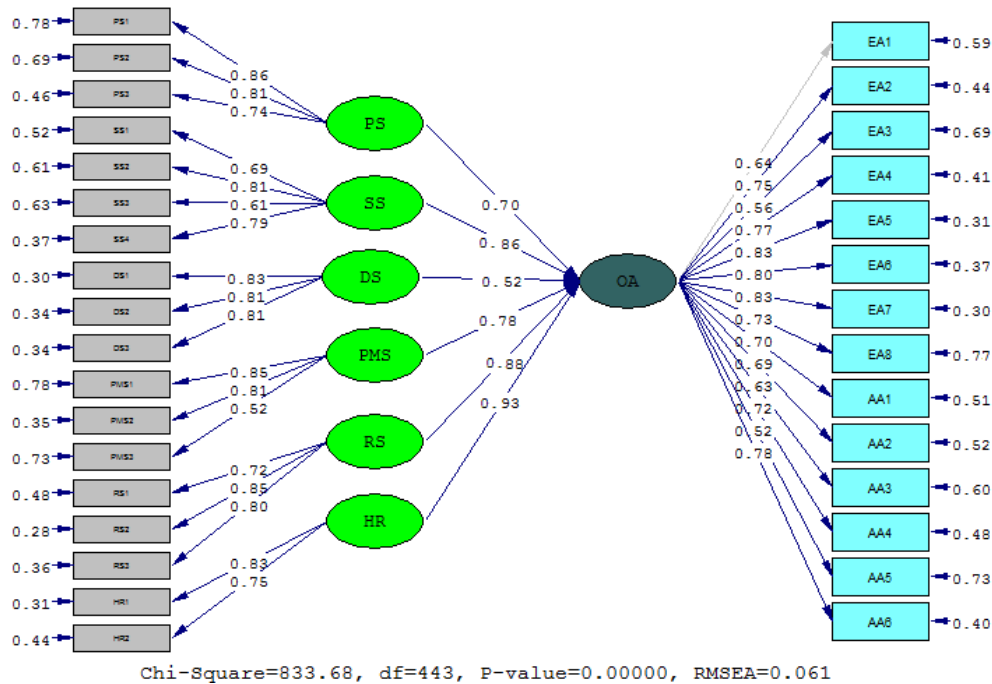 0.78 PS1
0.69 PS2
0.46 PS3
0.52 SS1
0.61 SS2
0.63 SS3
0.37 SS4
0.30 DS1
0.34 DS2
0.34 DS3
0.78 PMS1
0.35 PMS2
0.73 PMS3
0.48 RS1
0.28 RS2
0.36 RS3
0.31 HR1
0.44 HR2
0.86
0.81
0.74
0.69
0.81
0.61
0.79
0.83
0.81
0.81
0.85
0.81
0.52
0.72
0.85
0.80
0.83
0.75
PS
SS
DS
PMS
RS
HR
0.70
0.86
0.52
0.78
0.88
0.93
OA
0.64
0.75
0.56
0.77
0.83
0.80
0.83
0.73
0.70
0.69
0.63
0.72
0.52
0.78
EA1 0.59
EA2 0.44
EA3 0.69
EA4 0.41
EA5 0.31
EA6 0.37
EA7 0.30
EA8 0.77
AA1 0.51
AA2 0.52
AA3 0.60
AA4 0.48
AA5 0.73
AA6 0.40
Chi-Square=833.68, df=443, P-value=0.00000, RMSEA=0.061